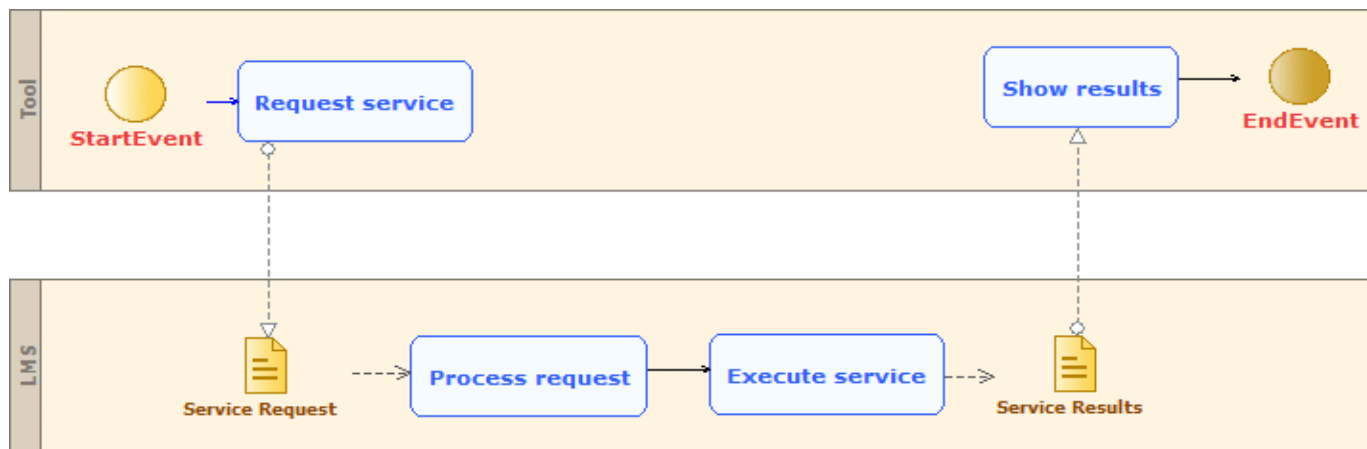 Tool
StartEvent
Request service
Show results
EndEvent
LMS
Service Request
Process request
Execute service
Service Results